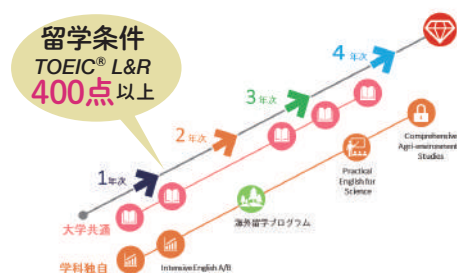 留学条件
TOEIC® L&R
400点以上
4年次
3年次
2年次
1年次
Comprehensive
Agri-environment
Studies
Practical
English for
Science
海外留学プログラム
大学共通
学科独自
Intensive English A/B